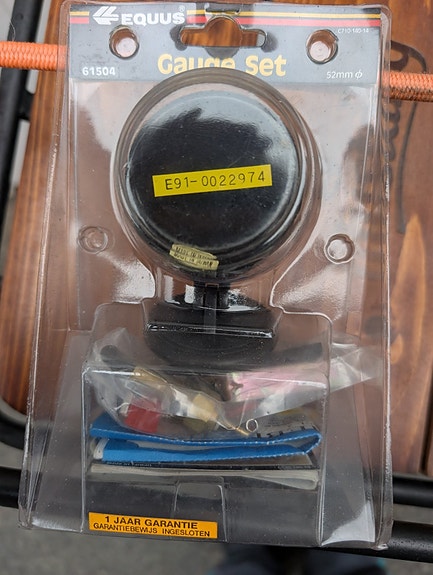 EQUUS
61504
Gauge Set
52mm ϕ
E91-0022974
1 JAAR GARANTIE
GARANTIEBEWIJS INGESLOTEN